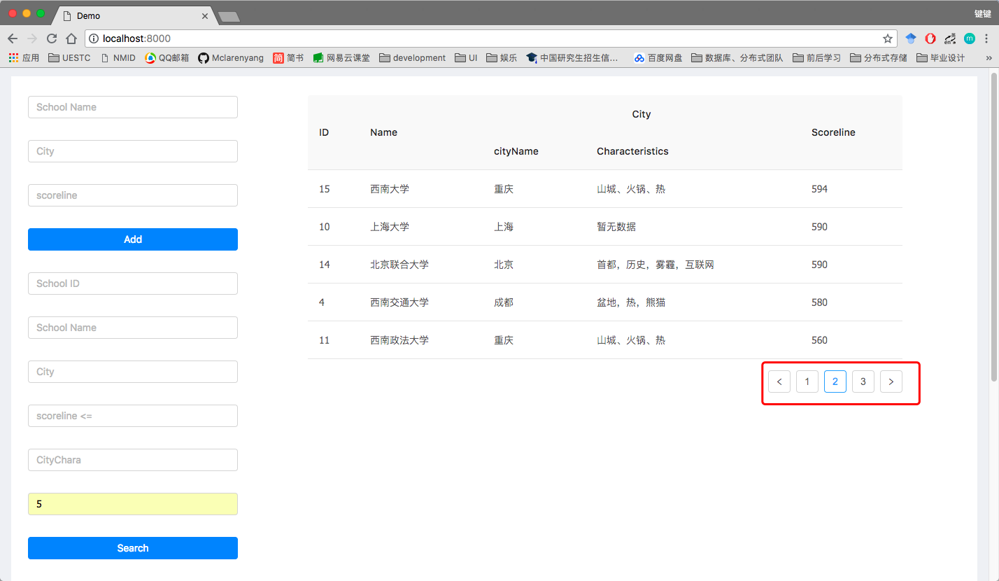 Demo
键键
localhost:8000
应用 UESTC NMID QQ邮箱 Mclarenyang 简 简书 网易云课堂 development UI 娱乐 中国研究生招生信... 百度网盘 数据库、分布式团队 前后学习 分布式存储 毕业设计 »
School Name
City
scoreline
Add
School ID
School Name
City
scoreline <=
CityChara
5
Search
City
ID Name Scoreline
cityName Characteristics
15 西南大学 重庆 山城、火锅、热 594
10 上海大学 上海 暂无数据 590
14 北京联合大学 北京 首都，历史，雾霾，互联网 590
4 西南交通大学 成都 盆地，热，熊猫 580
11 西南政法大学 重庆 山城、火锅、热 560
< 1 2 3 >